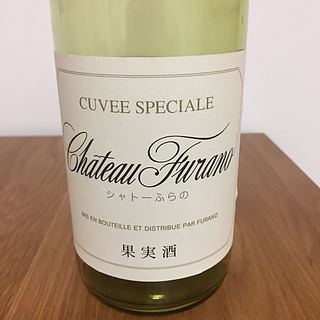 CUVEE SPECIALE
Chateau Furano
シャトーふらの
MIS EN BOUTEILLE ET DISTRIBUE PAR FURANO
果実酒